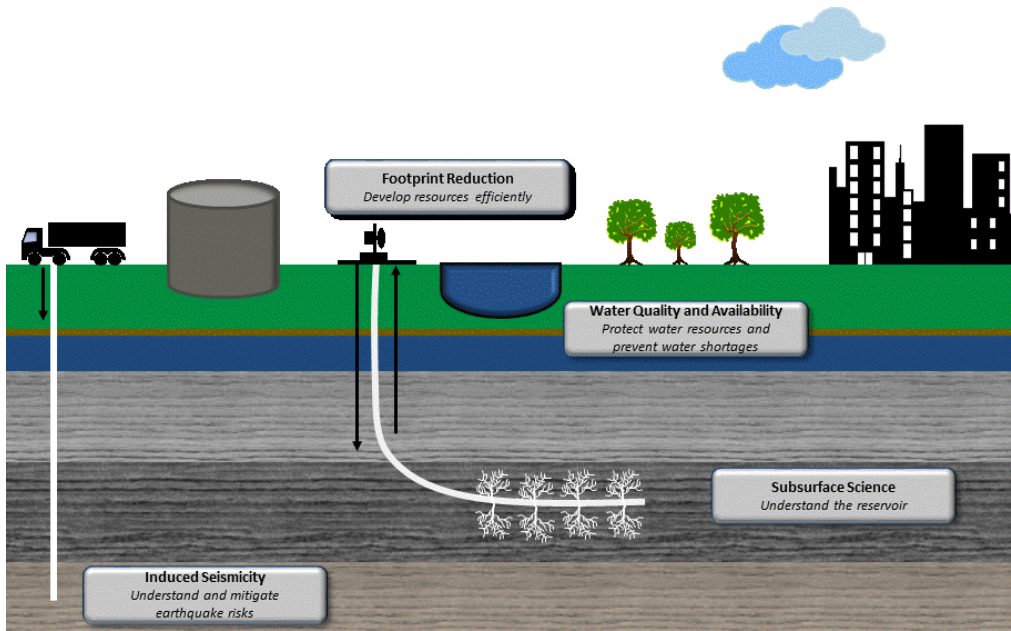 Footprint Reduction
Develop resources efficiently
Water Quality and Availability
Protect water resources and
prevent water shortages
Subsurface Science
Understand the reservoir
Induced Seismicity
Understand and mitigate
earthquake risks